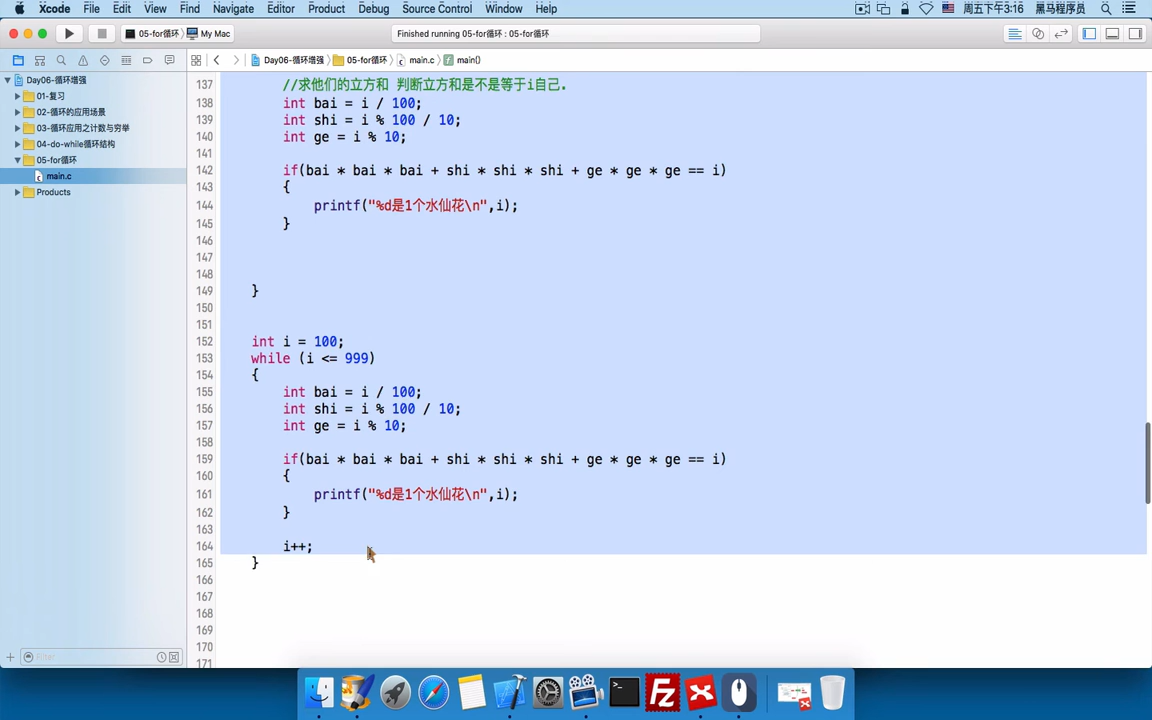 Xcode File Edit View Navigate Editor Product Debug Source Control Window Help 周五下午3:16 黑马程序员
05-for循环 〉 My Mac
Finished running 05-for循环 : 05-for循环
Day06-循环增强 〉 05-for循环 〉 main.c 〉 main()
Day06-循环增强
01-复习
02-循环的应用场景
03-循环应用之计数与穷举
04-do-while循环结构
05-for循环
main.c
Products
137 //求他们的立方和 判断立方和是不是等于i自己.
138 int bai = i / 100;
139 int shi = i % 100 / 10;
140 int ge = i % 10;
141
142 if(bai * bai * bai + shi * shi * shi + ge * ge * ge == i)
143 {
144 printf("%d是1个水仙花\n",i);
145 }
146
147
148
149 }
150
151
152 int i = 100;
153 while (i <= 999)
154 {
155 int bai = i / 100;
156 int shi = i % 100 / 10;
157 int ge = i % 10;
158
159 if(bai * bai * bai + shi * shi * shi + ge * ge * ge == i)
160 {
161 printf("%d是1个水仙花\n",i);
162 }
163
164 i++;
165 }
166
167
168
169
170
171
Filter